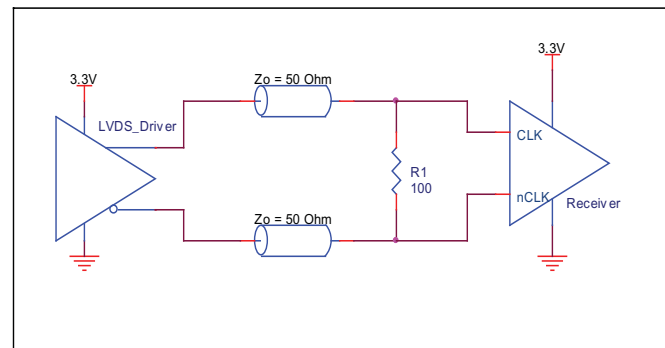 3.3V
LVDS_Driver
Zo = 50 Ohm
Zo = 50 Ohm
R1
100
3.3V
CLK
nCLK
Receiver